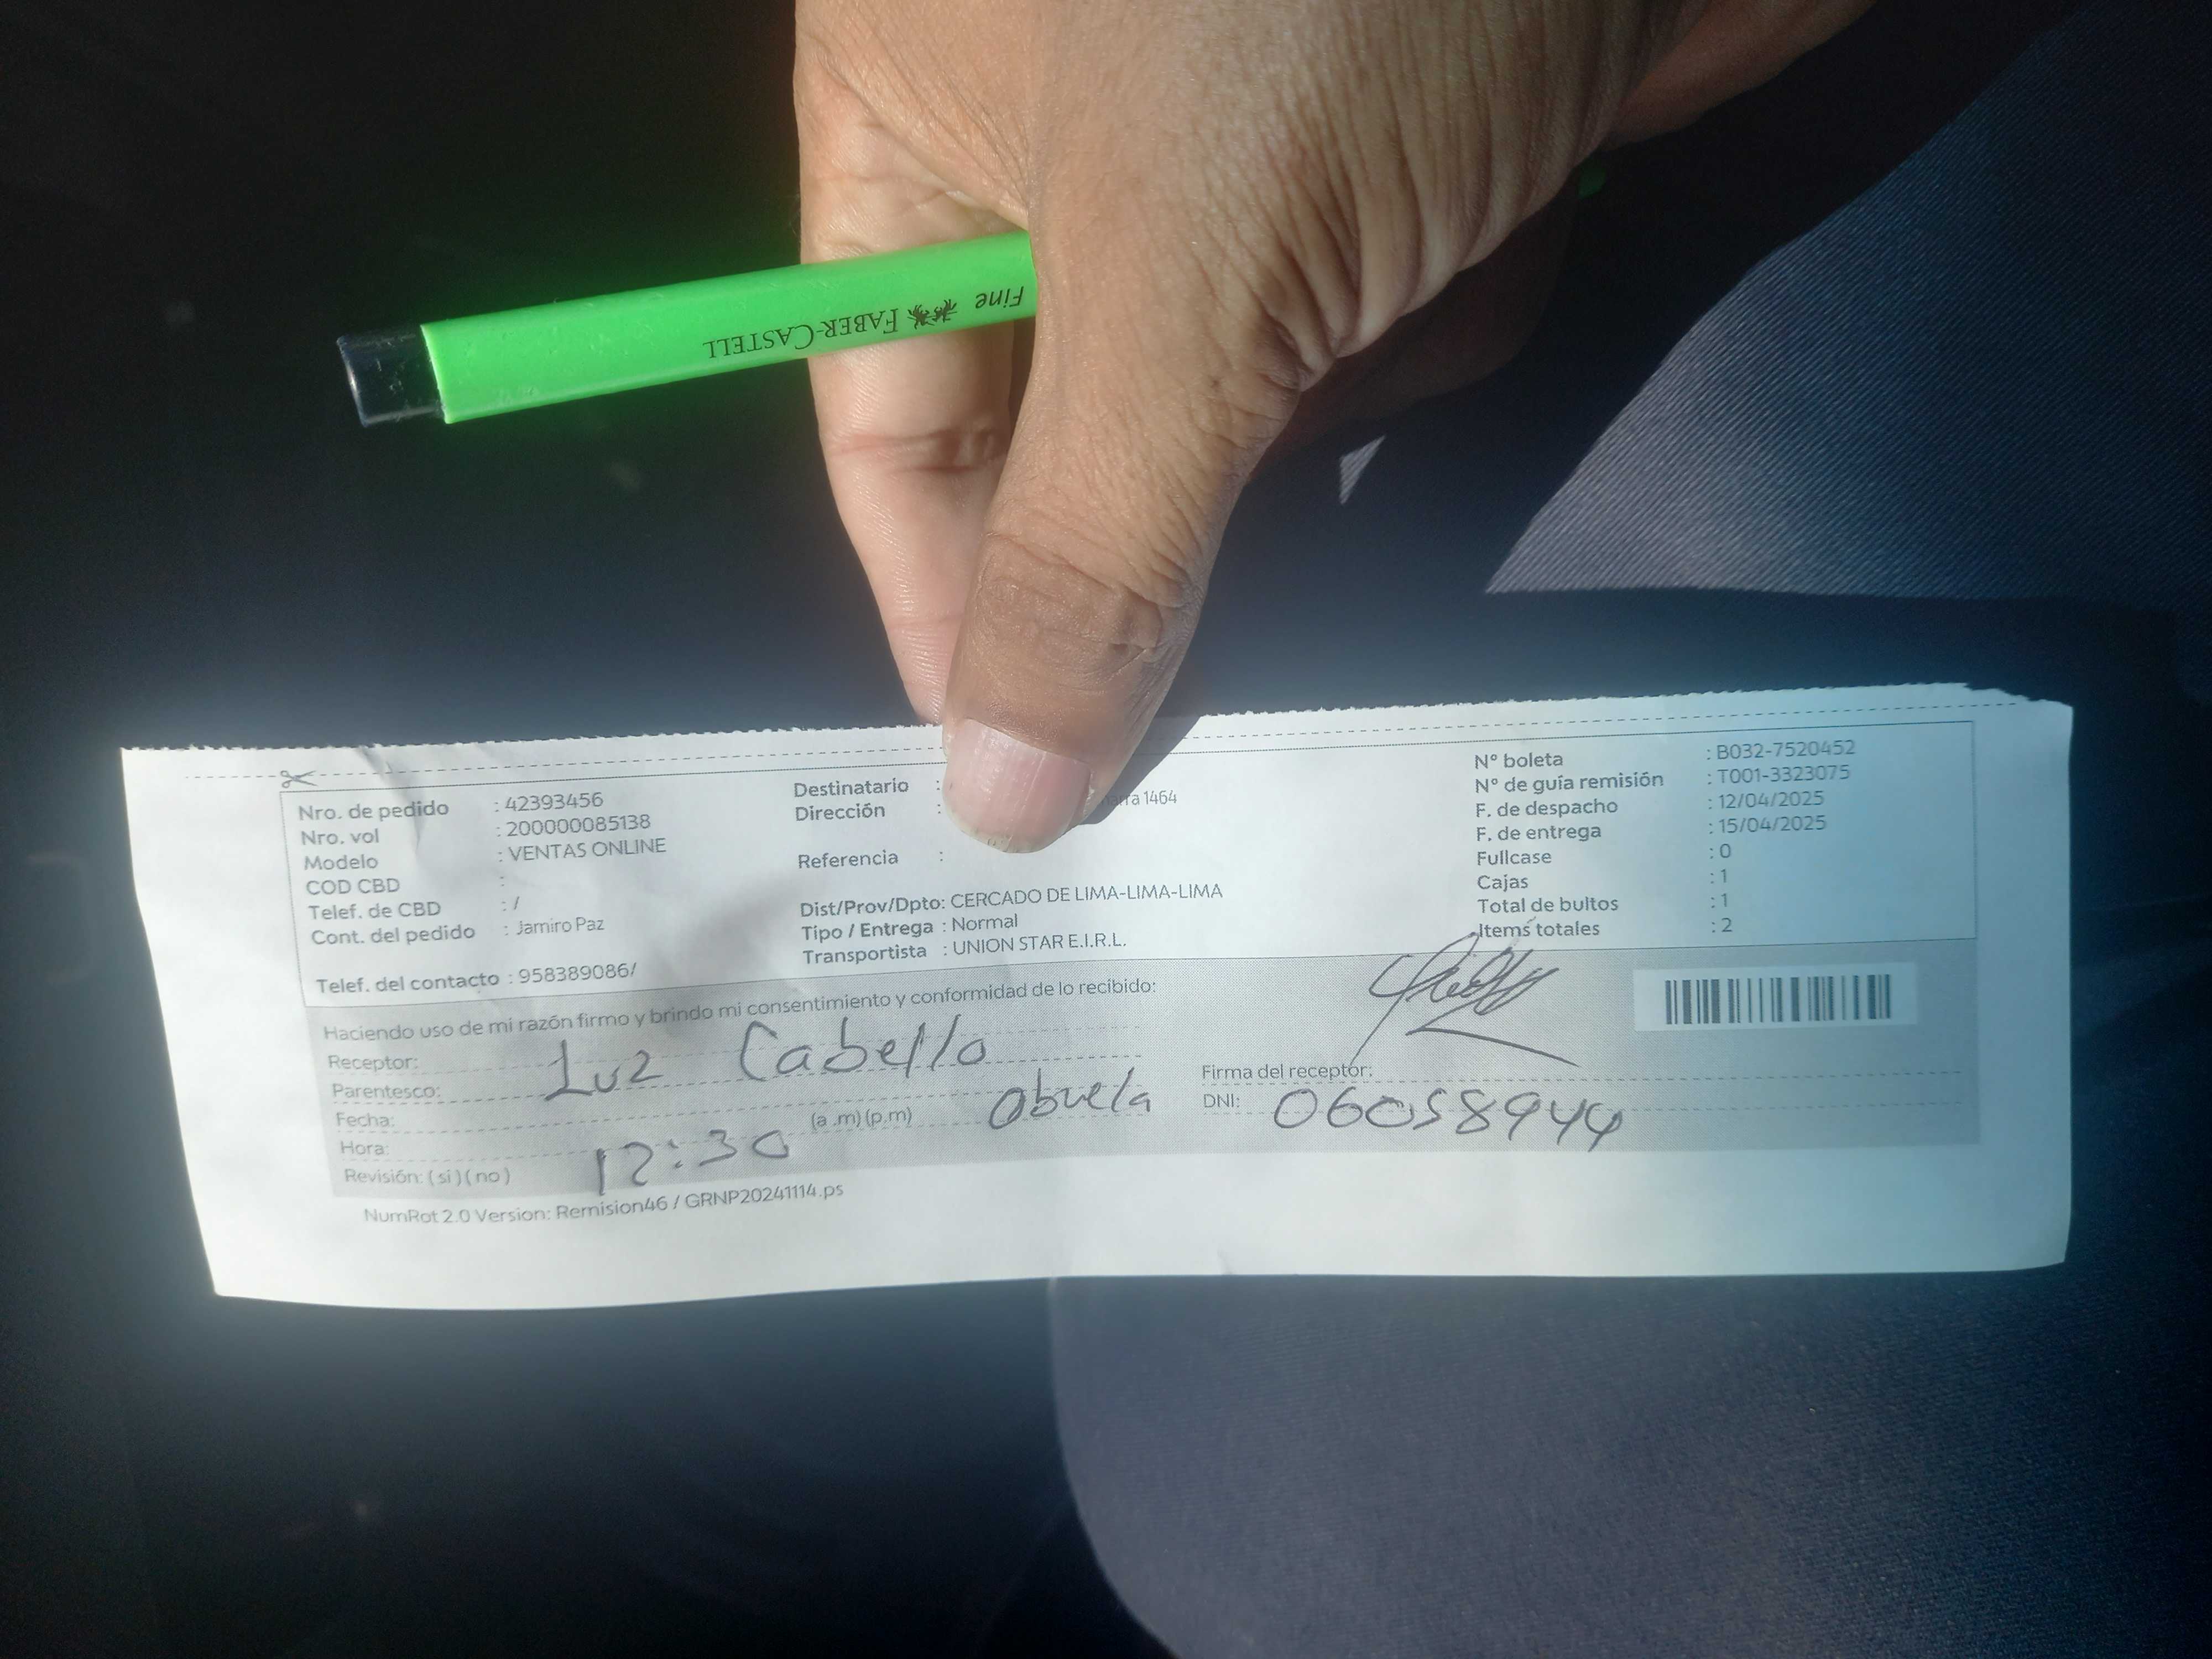 Fine FABER-CASTELL
Nro. de pedido : 42393456
Nro. vol : 200000085138
Modelo : VENTAS ONLINE
COD CBD :
Telef. de CBD : /
Cont. del pedido : Jamiro Paz
Telef. del contacto : 958389086/
Destinatario :
Dirección : 1464
Referencia :
Dist/Prov/Dpto: CERCADO DE LIMA-LIMA-LIMA
Tipo / Entrega : Normal
Transportista : UNION STAR E.I.R.L.
N° boleta : B032-7520452
N° de guía remisión : T001-3323075
F. de despacho : 12/04/2025
F. de entrega : 15/04/2025
Fullcase : 0
Cajas : 1
Total de bultos : 1
Items totales : 2
Haciendo uso de mi razón firmo y brindo mi consentimiento y conformidad de lo recibido:
Receptor: Luz Cabello
Parentesco: Obuela
Fecha:
Hora: 12:30 (a .m) (p.m)
Revisión: ( si ) ( no )
Firma del receptor:
DNI: 06058944
NumRot 2.0 Version: Remision46 / GRNP20241114.ps